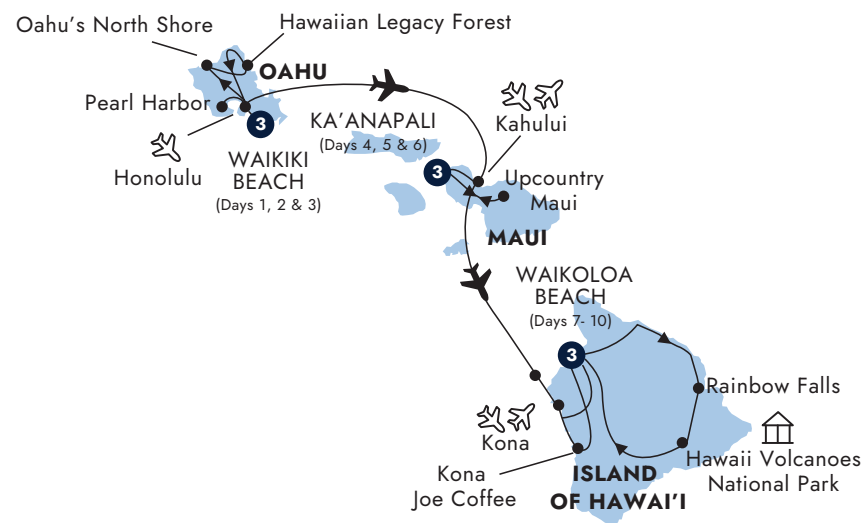 Oahu's North Shore
Hawaiian Legacy Forest
OAHU
Pearl Harbor
3
Honolulu
WAIKIKI
BEACH
(Days 1, 2 & 3)
KA'ANAPALI
(Days 4, 5 & 6)
Kahului
3
Upcountry
Maui
MAUI
WAIKOLOA
BEACH
(Days 7- 10)
3
Rainbow Falls
Kona
Hawaii Volcanoes
National Park
Kona
Joe Coffee
ISLAND
OF HAWAI'I